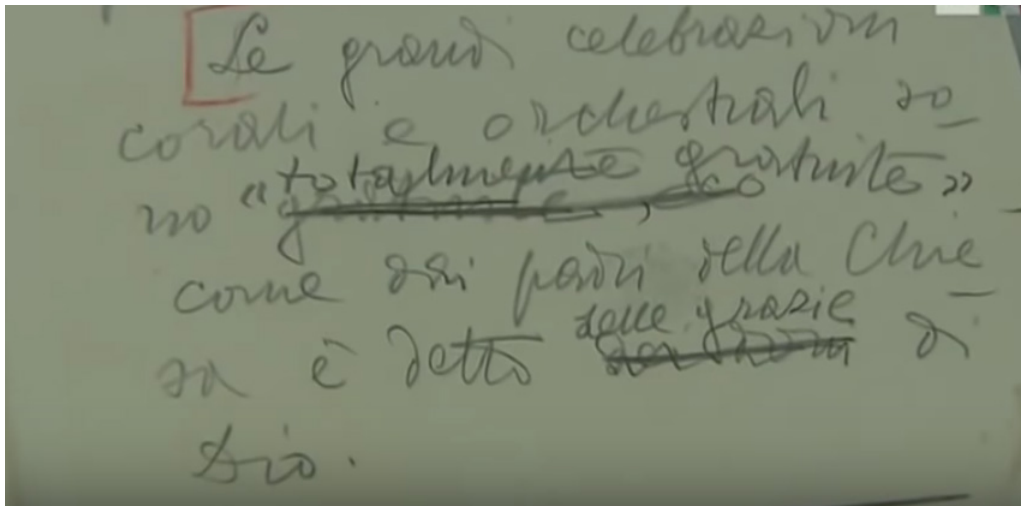 Le grandi celebrazioni
corali e orchestrali so
totalmente gratuite»
no "
come dai padri della Chie
delle grazie
sa è detto di
Dio.